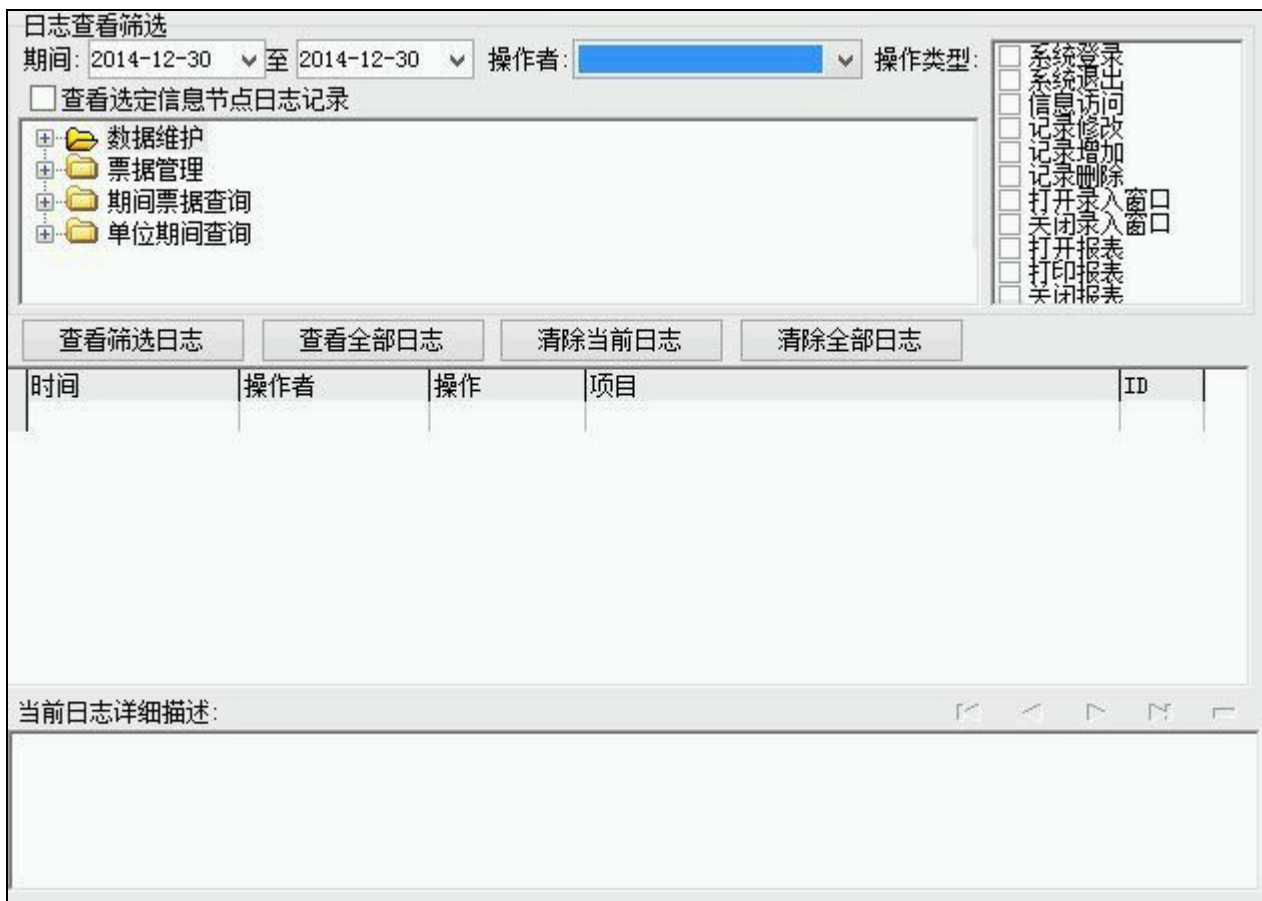 日志查看筛选
期间: 2014-12-30 至 2014-12-30 操作者: 操作类型:
系统登录
系统退出
信息访问
记录修改
记录增加
记录删除
打开录入窗口
关闭录入窗口
打开报表
打印报表
关闭报表
查看选定信息节点日志记录
数据维护
票据管理
期间票据查询
单位期间查询
查看筛选日志 查看全部日志 清除当前日志 清除全部日志
时间 操作者 操作 项目 ID
当前日志详细描述: